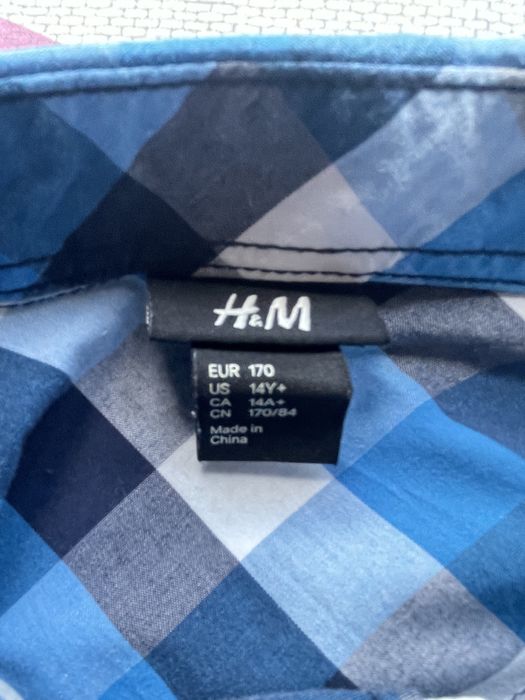 H&M
EUR 170
US 14Y+
CA 14A+
CN 170/84
Made in
China